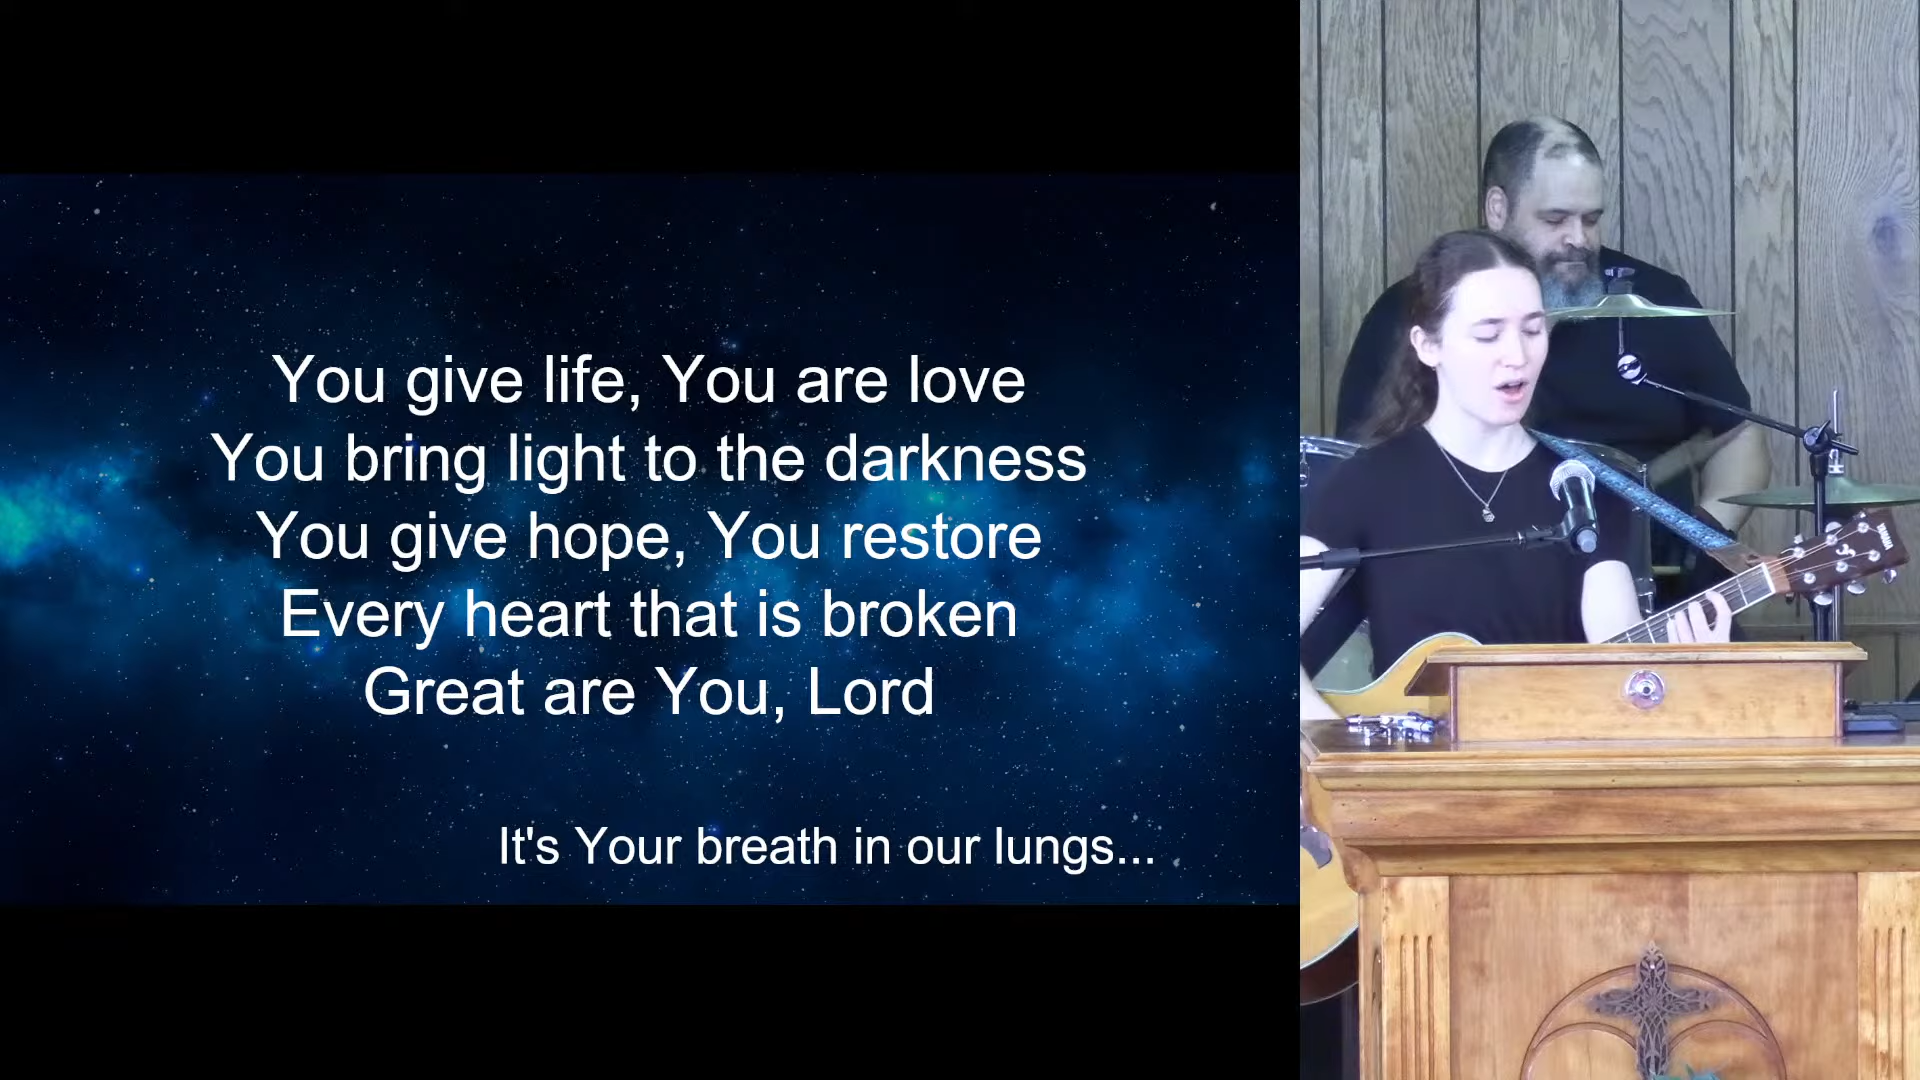 You give life, You are love
You bring light to the darkness
You give hope, You restore
Every heart that is broken
Great are You, Lord
It's Your breath in our lungs...